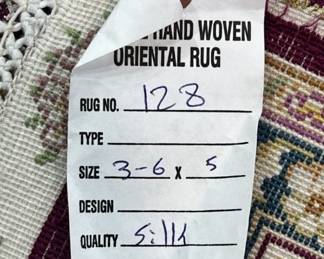 HAND WOVEN
ORIENTAL RUG
RUG NO. 128
TYPE
SIZE 3-6 X 5
DESIGN
QUALITY Silk